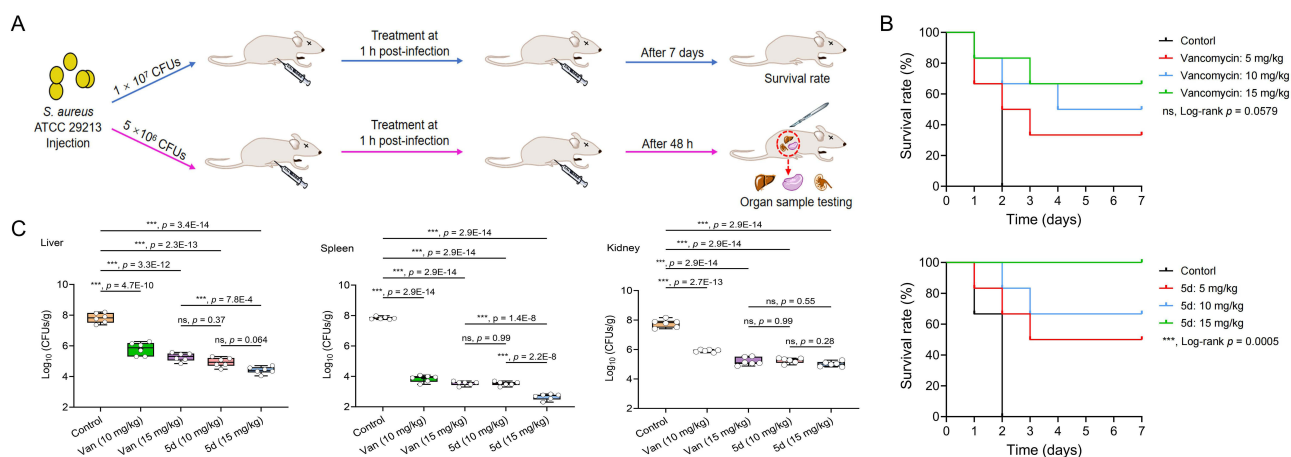 A
S. aureus
ATCC 29213
Injection
1 × 10⁷ CFUs
5 ×10⁶ CFUs
Treatment at
1 h post-infection
After 7 days
Survival rate
Treatment at
1 h post-infection
After 48 h
Organ sample testing
B
Survival rate (%)
100
80
60
40
20
0
0 1 2 3 4 5 6 7
Time (days)
Contorl
Vancomycin: 5 mg/kg
Vancomycin: 10 mg/kg
Vancomycin: 15 mg/kg
ns, Log-rank p = 0.0579
Survival rate (%)
100
80
60
40
20
0
0 1 2 3 4 5 6 7
Time (days)
Contorl
5d: 5 mg/kg
5d: 10 mg/kg
5d: 15 mg/kg
***, Log-rank p = 0.0005
C
Liver
***, p = 3.4E-14
***, p = 2.3E-13
***, p = 3.3E-12
***, p = 4.7E-10
***, p = 7.8E-4
ns, p = 0.37
ns, p = 0.064
Log₁₀ (CFUs/g)
10
8
6
4
2
Control
Van (10 mg/kg)
Van (15 mg/kg)
5d (10 mg/kg)
5d (15 mg/kg)
Spleen
***, p = 2.9E-14
***, p = 2.9E-14
***, p = 2.9E-14
***, p = 2.9E-14
***, p = 1.4E-8
ns, p = 0.99
***, p = 2.2E-8
Log₁₀ (CFUs/g)
10
8
6
4
2
Control
Van (10 mg/kg)
Van (15 mg/kg)
5d (10 mg/kg)
5d (15 mg/kg)
Kidney
***, p = 2.9E-14
***, p = 2.9E-14
***, p = 2.9E-14
***, p = 2.7E-13
ns, p = 0.55
ns, p = 0.99
ns, p = 0.28
Log₁₀ (CFUs/g)
10
8
6
4
2
Control
Van (10 mg/kg)
Van (15 mg/kg)
5d (10 mg/kg)
5d (15 mg/kg)